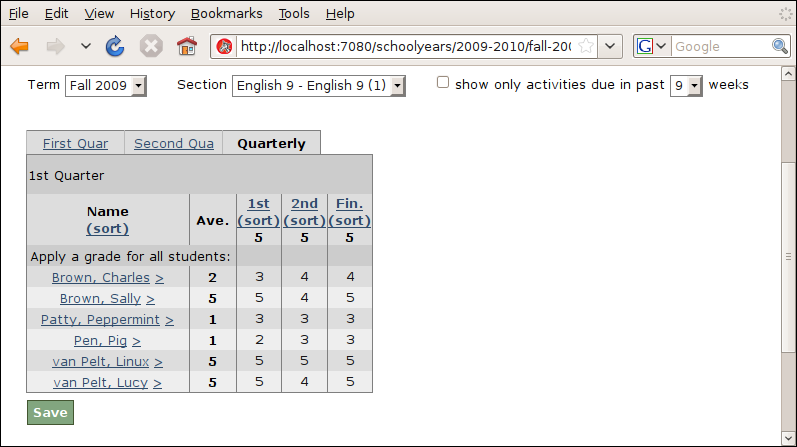 File Edit View History Bookmarks Tools Help
http://localhost:7080/schoolyears/2009-2010/fall-200 Google
Term Fall 2009 Section English 9 - English 9 (1) show only activities due in past 9 weeks
First Quar Second Qua Quarterly
1st Quarter
Name (sort) Ave. 1st (sort) 5 2nd (sort) 5 Fin. (sort) 5
Apply a grade for all students:
Brown, Charles > 2 3 4 4
Brown, Sally > 5 5 4 5
Patty, Peppermint > 1 3 3 3
Pen, Pig > 1 2 3 3
van Pelt, Linux > 5 5 5 5
van Pelt, Lucy > 5 5 4 5
Save